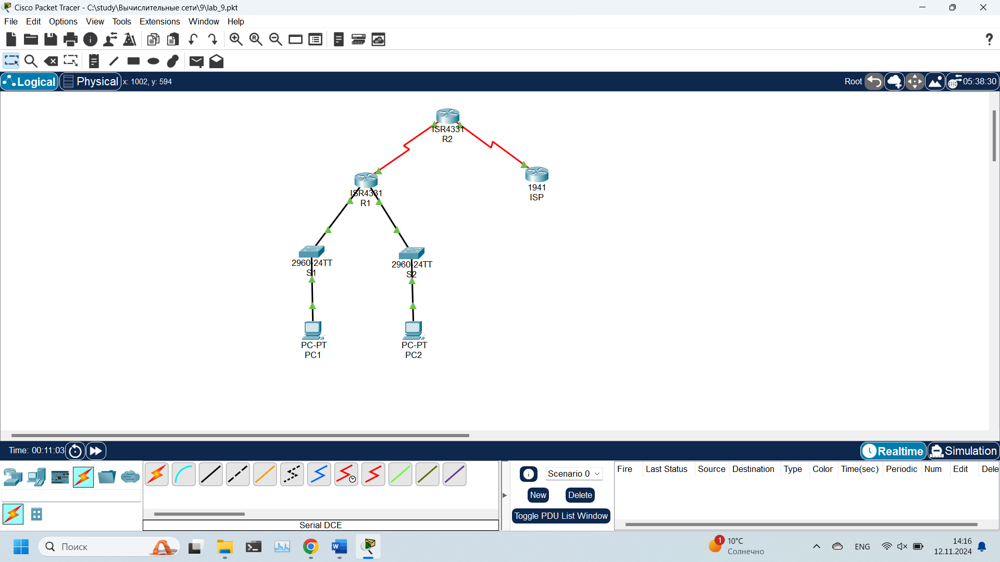 Cisco Packet Tracer - C:\study\Вычислительные сети\9\lab_9.pkt
File Edit Options View Tools Extensions Window Help
Logical Physical x: 1002, y: 594 Root 05:38:30
ISR4331
R2
1941
ISP
ISR4331
R1
2960-24TT
S1
2960-24TT
S2
PC-PT
PC1
PC-PT
PC2
Time: 00:11:03 Realtime Simulation
Scenario 0
New Delete
Toggle PDU List Window
Fire Last Status Source Destination Type Color Time(sec) Periodic Num Edit Dele
Serial DCE
Поиск
1
10°C
Солнечно
ENG
14:16
12.11.2024